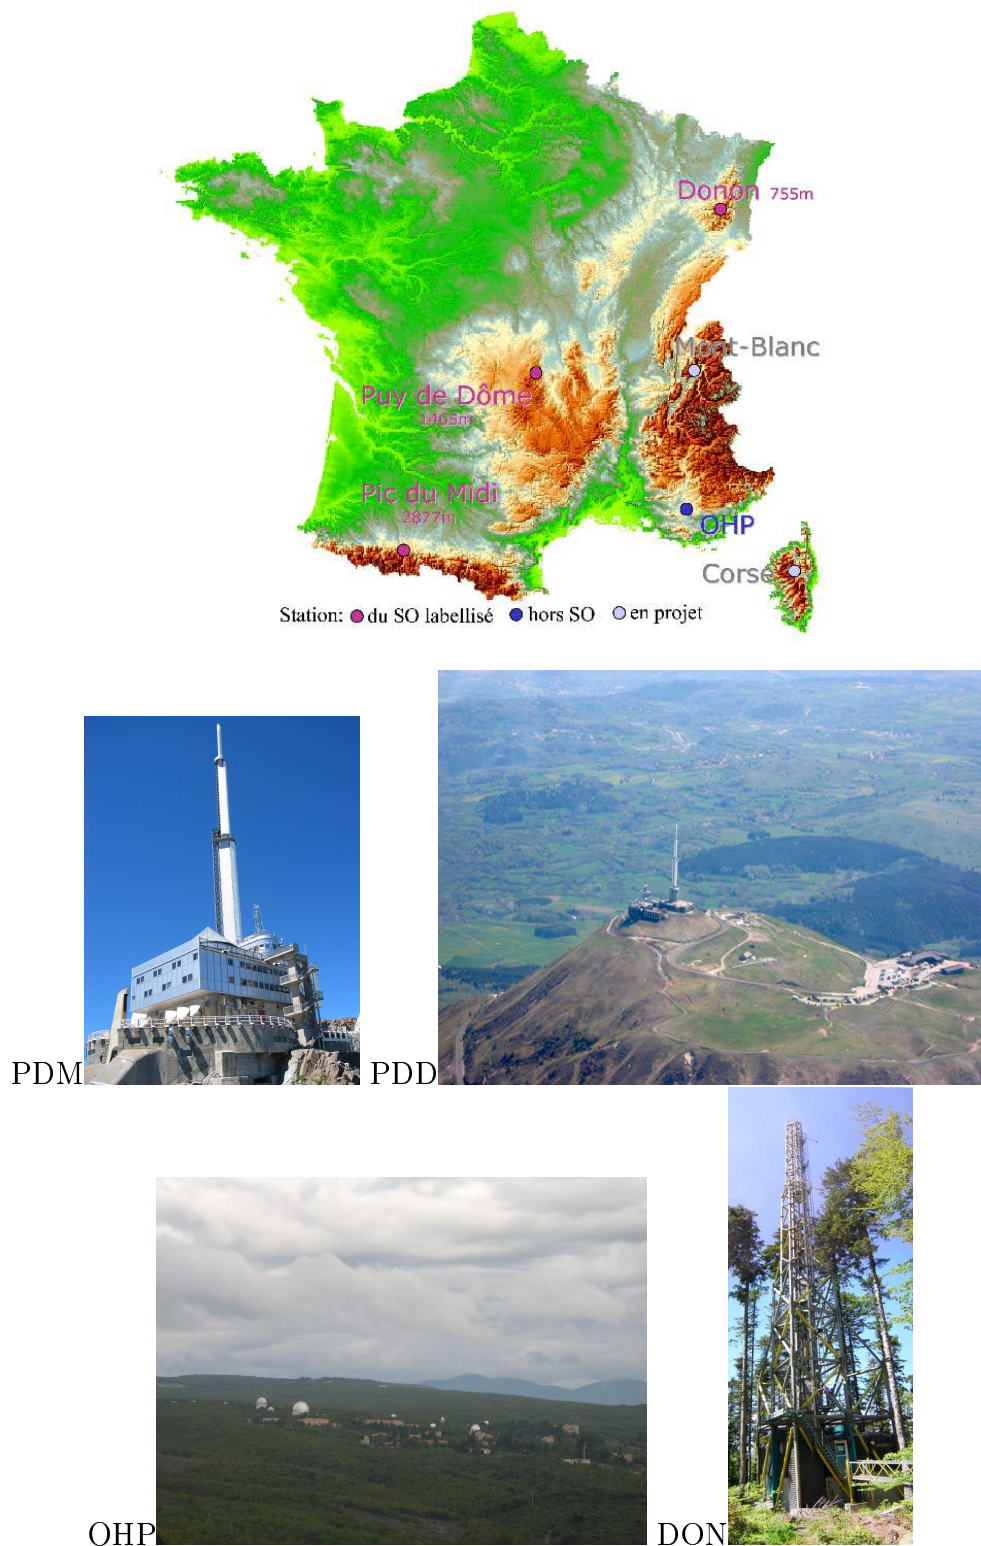 Donon 755m
Mont-Blanc
Puy de Dôme
1465m
Pic du Midi
2877m
OHP
Corse
Station: du SO labellisé hors SO en projet
PDM PDD
OHP DON